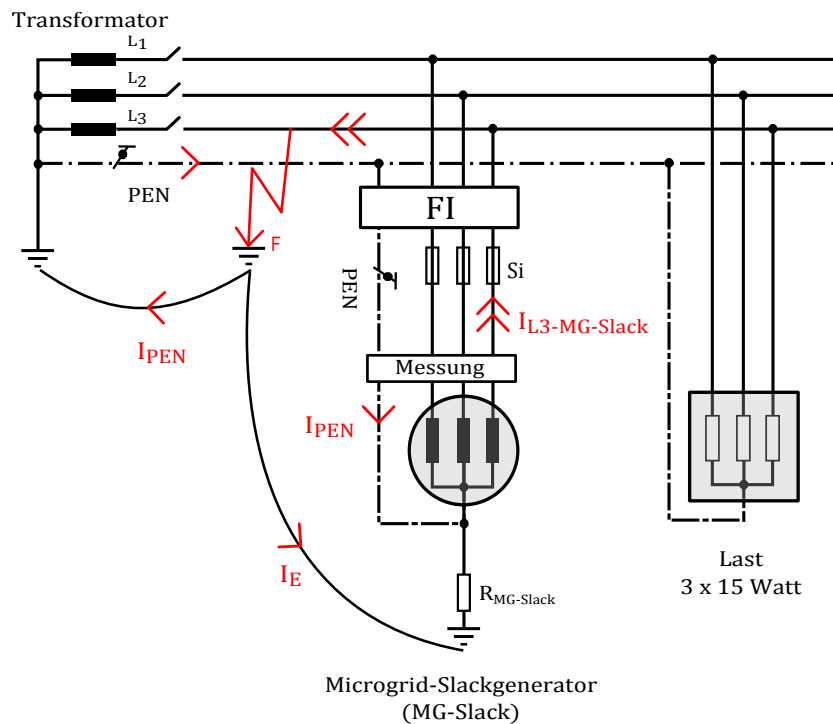 Transformator
L1
L2
L3
PEN
F
FI
Si
PEN
IL3-MG-Slack
IPEN
Messung
IPEN
IE
RMG-Slack
Last
3 x 15 Watt
Microgrid-Slackgenerator
(MG-Slack)